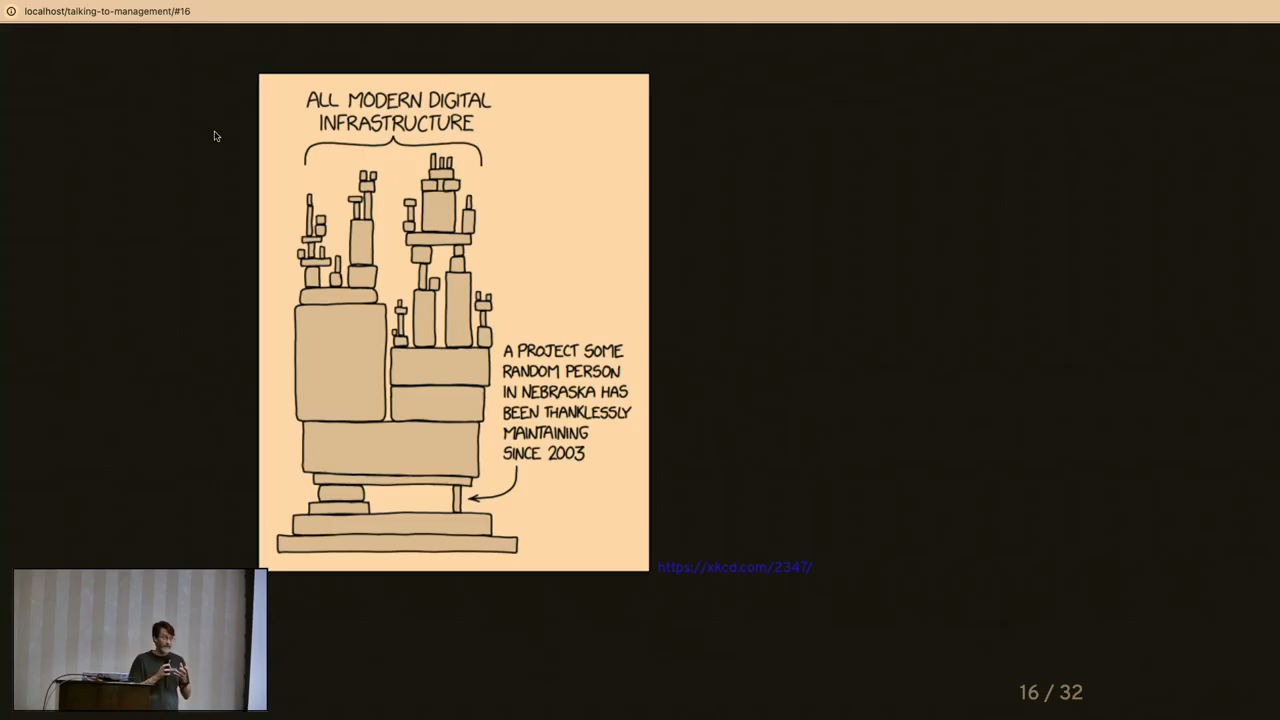 localhost/talking-to-management/#16
ALL MODERN DIGITAL
INFRASTRUCTURE
A PROJECT SOME
RANDOM PERSON
IN NEBRASKA HAS
BEEN THANKLESSLY
MAINTAINING
SINCE 2003
https://xkcd.com/2347/
16 / 32